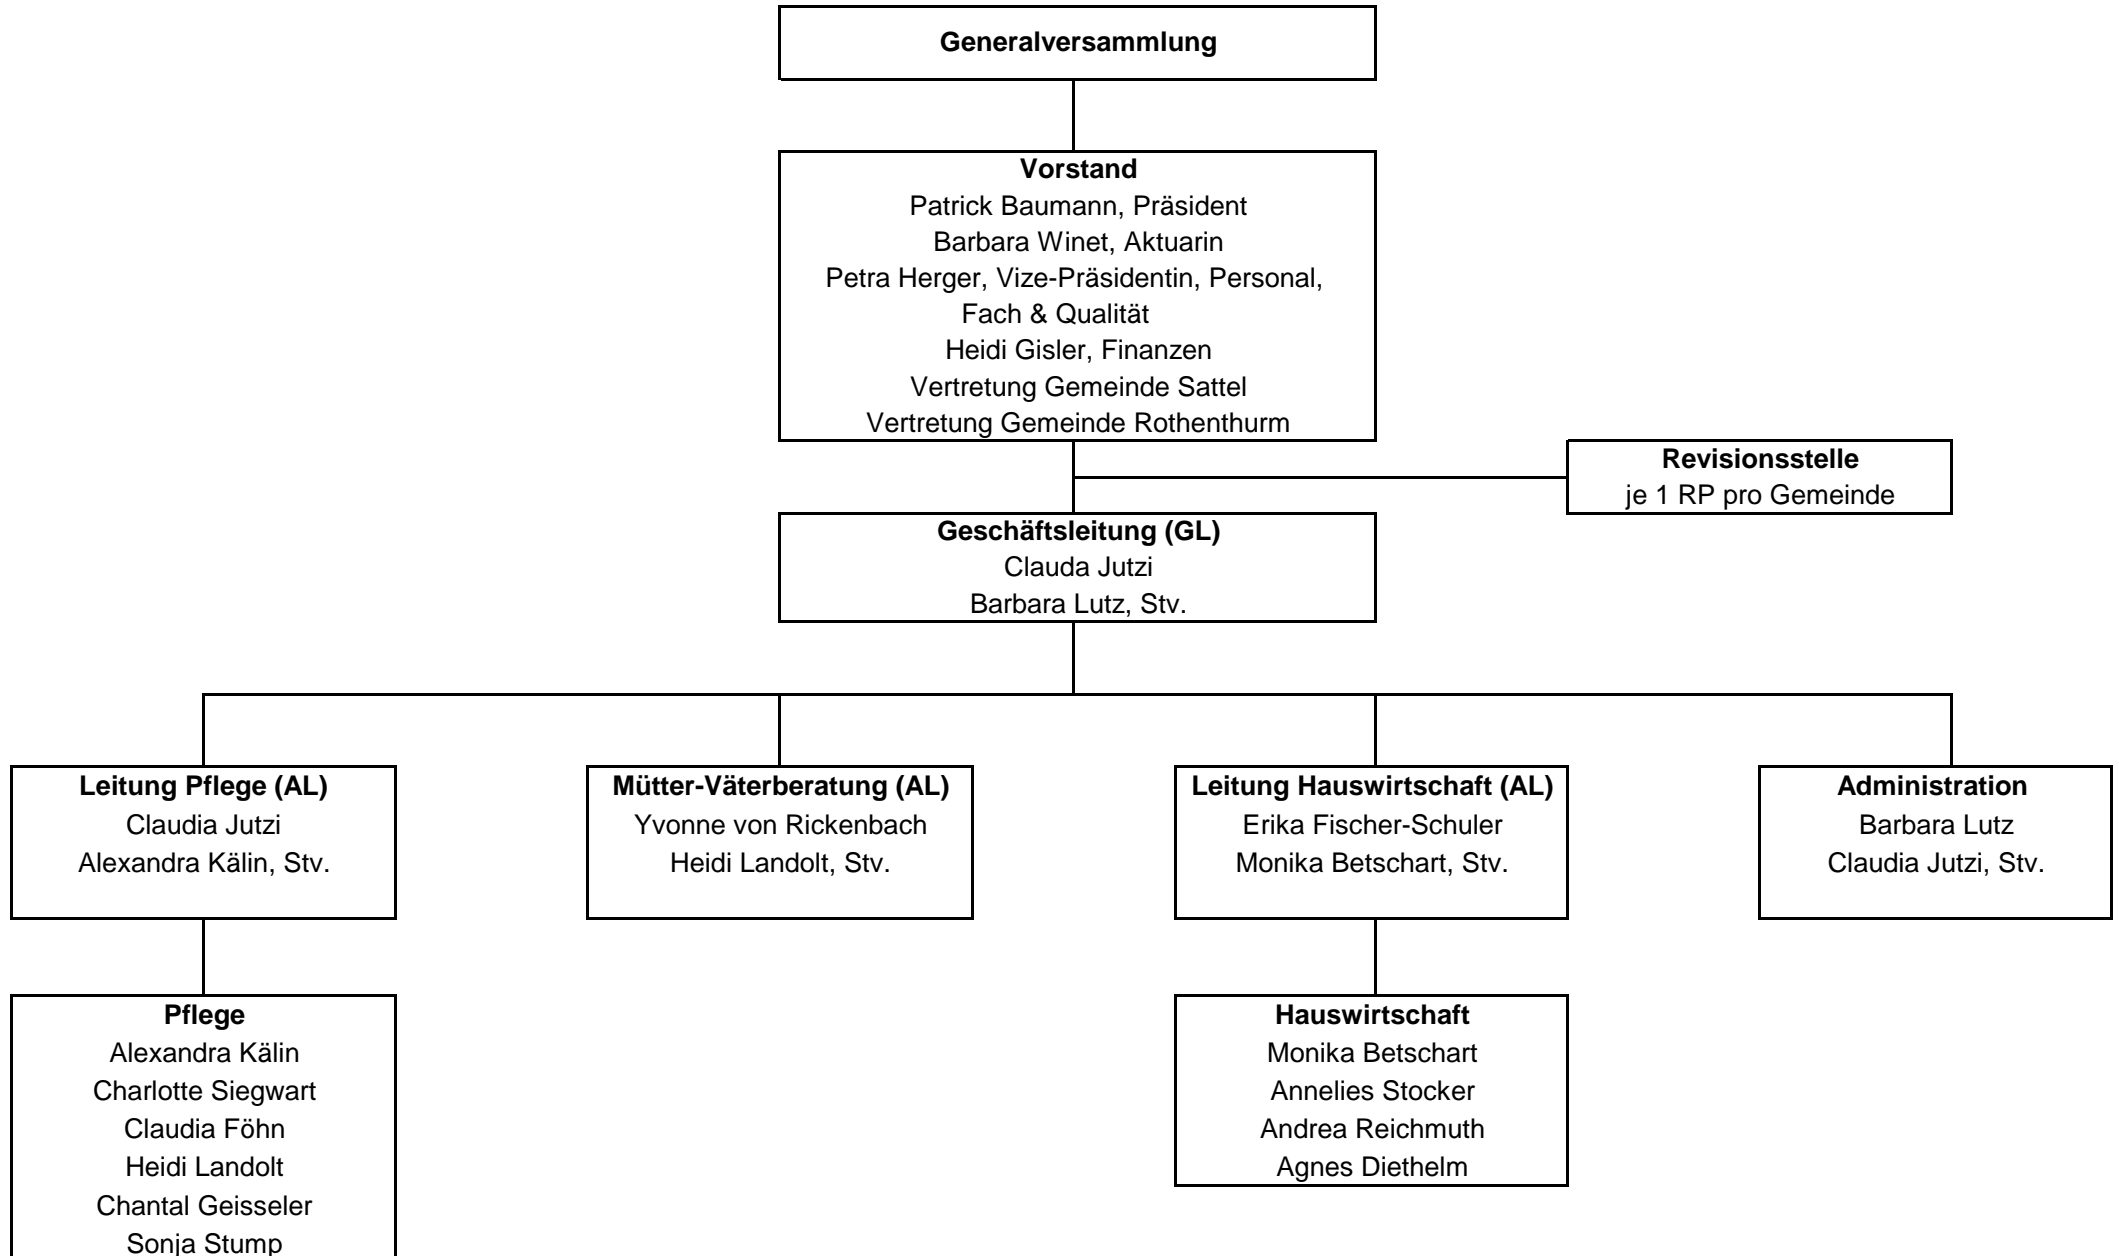 Generalversammlung
Vorstand
Patrick Baumann, Präsident
Barbara Winet, Aktuarin
Petra Herger, Vize-Präsidentin, Personal,
Fach & Qualität
Heidi Gisler, Finanzen
Vertretung Gemeinde Sattel
Vertretung Gemeinde Rothenthurm
Revisionsstelle
je 1 RP pro Gemeinde
Geschäftsleitung (GL)
Clauda Jutzi
Barbara Lutz, Stv.
Leitung Pflege (AL)
Claudia Jutzi
Alexandra Kälin, Stv.
Mütter-Väterberatung (AL)
Yvonne von Rickenbach
Heidi Landolt, Stv.
Leitung Hauswirtschaft (AL)
Erika Fischer-Schuler
Monika Betschart, Stv.
Administration
Barbara Lutz
Claudia Jutzi, Stv.
Pflege
Alexandra Kälin
Charlotte Siegwart
Claudia Föhn
Heidi Landolt
Chantal Geisseler
Sonja Stump
Hauswirtschaft
Monika Betschart
Annelies Stocker
Andrea Reichmuth
Agnes Diethelm